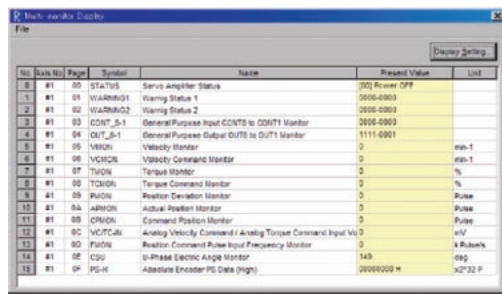 R Multi-monitor Display
File
Display Setting...
No. Axis No. Page Symbol Name Present Value Unit
0 #1 00 STATUS Servo Amplifier Status [00] Power OFF
1 #1 01 WARNING1 Warnig Status 1 0000-0000
2 #1 02 WARNING2 Warnig Status 2 0000-0000
3 #1 03 CONT_8-1 General Purpose Input CONT8 to CONT1 Monitor 0000-0000
4 #1 04 OUT_8-1 General Purpose Output OUT8 to OUT1 Monitor 1111-0001
5 #1 05 VMON Velocity Monitor 0 min-1
6 #1 06 VCMON Velocity Command Monitor 0 min-1
7 #1 07 TMON Torque Monitor 0 %
8 #1 08 TCMON Torque Command Monitor 0 %
9 #1 09 PMON Position Deviation Monitor 0 Pulse
10 #1 0A APMON Actual Position Monitor 0 Pulse
11 #1 0B CPMON Command Position Monitor 0 Pulse
12 #1 0C VC/TC-IN Analog Velocity Command / Analog Torque Command Input Vo 0 mV
13 #1 0D FMON Position Command Pulse Input Frequency Monitor 0 k Pulse/s
14 #1 0E CSU U-Phase Electric Angle Monitor 149 deg
15 #1 0F PS-H Absolute Encoder PS Data (High) 00000000 H x2^32 P